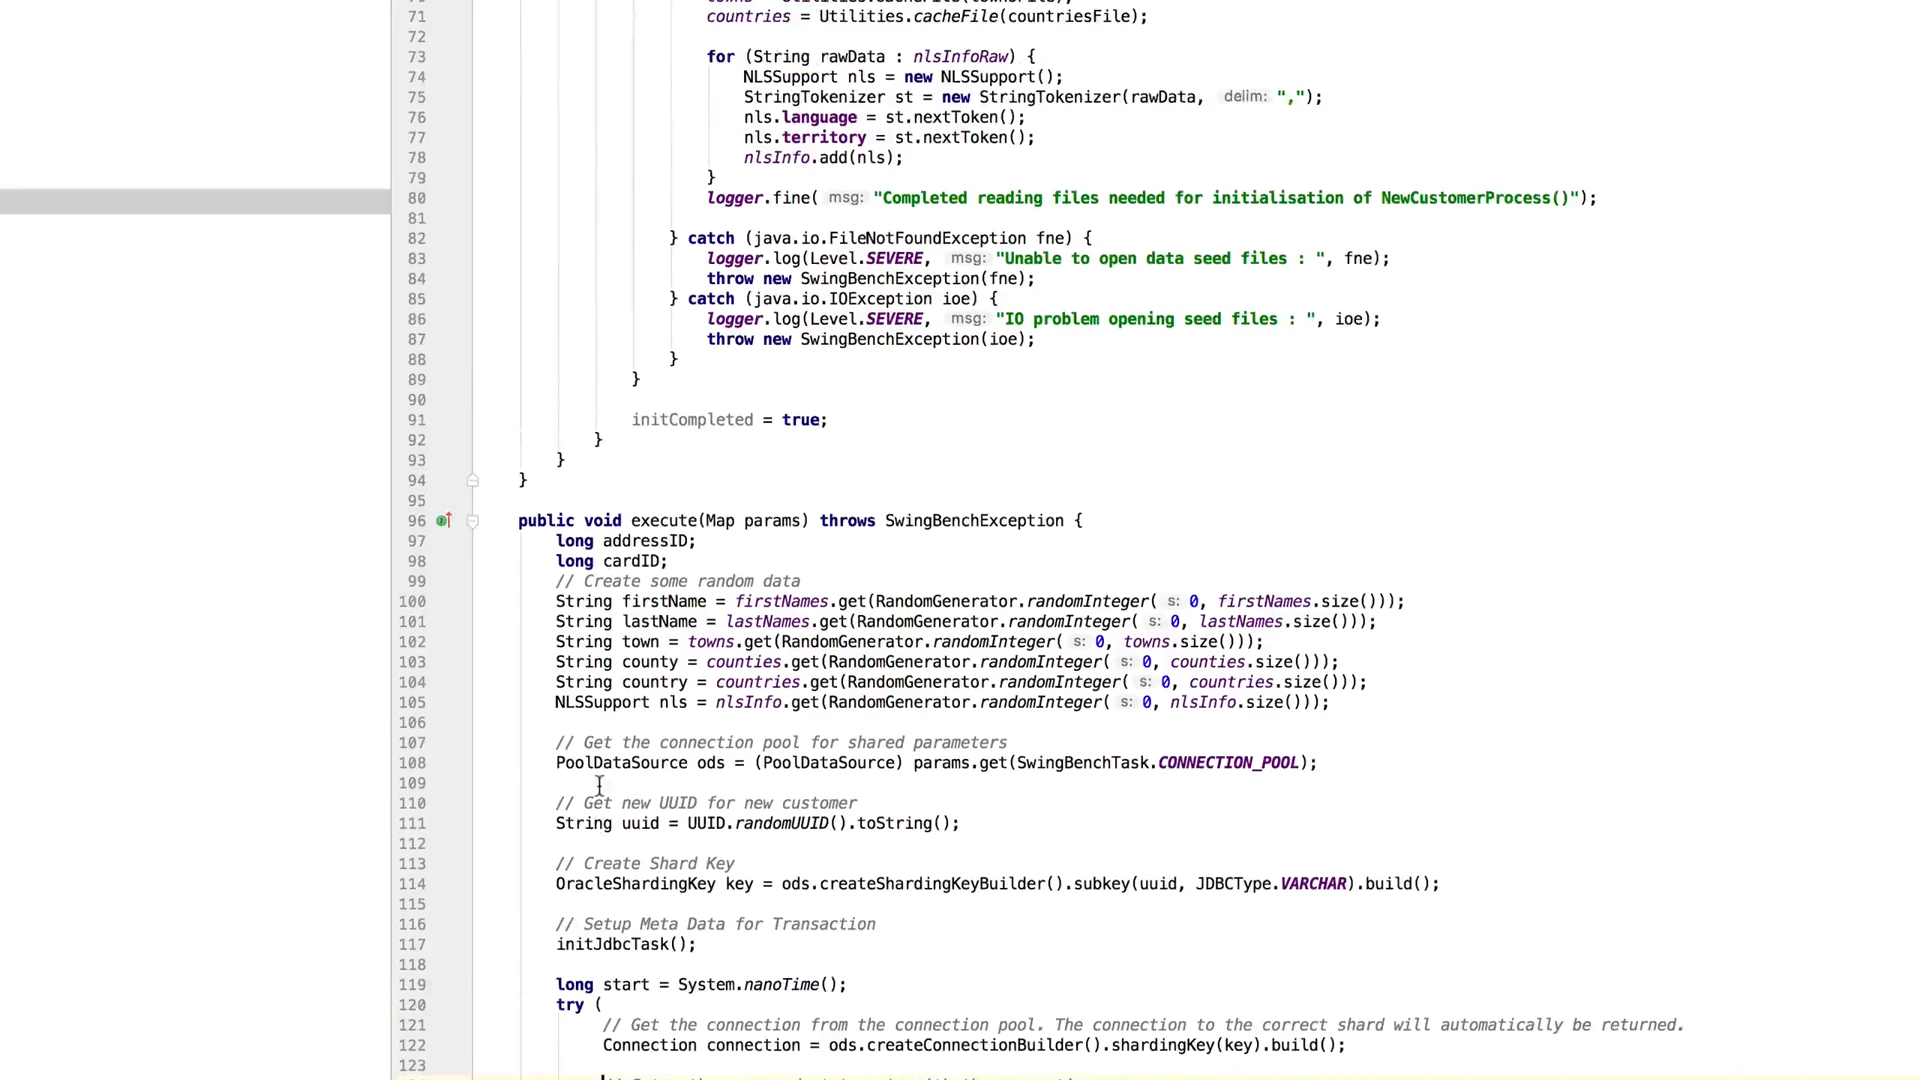 71 countries = Utilities.cacheFile(countriesFile);
72
73 for (String rawData : nlsInfoRaw) {
74 NLSSupport nls = new NLSSupport();
75 StringTokenizer st = new StringTokenizer(rawData, delim: ",");
76 nls.language = st.nextToken();
77 nls.territory = st.nextToken();
78 nlsInfo.add(nls);
79 }
80 logger.fine( msg: "Completed reading files needed for initialisation of NewCustomerProcess()");
81
82 } catch (java.io.FileNotFoundException fne) {
83 logger.log(Level.SEVERE, msg: "Unable to open data seed files : ", fne);
84 throw new SwingBenchException(fne);
85 } catch (java.io.IOException ioe) {
86 logger.log(Level.SEVERE, msg: "IO problem opening seed files : ", ioe);
87 throw new SwingBenchException(ioe);
88 }
89 }
90
91 initCompleted = true;
92 }
93 }
94 }
95
96 public void execute(Map params) throws SwingBenchException {
97 long addressID;
98 long cardID;
99 // Create some random data
100 String firstName = firstNames.get(RandomGenerator.randomInteger( s: 0, firstNames.size()));
101 String lastName = lastNames.get(RandomGenerator.randomInteger( s: 0, lastNames.size()));
102 String town = towns.get(RandomGenerator.randomInteger( s: 0, towns.size()));
103 String county = counties.get(RandomGenerator.randomInteger( s: 0, counties.size()));
104 String country = countries.get(RandomGenerator.randomInteger( s: 0, countries.size()));
105 NLSSupport nls = nlsInfo.get(RandomGenerator.randomInteger( s: 0, nlsInfo.size()));
106
107 // Get the connection pool for shared parameters
108 PoolDataSource ods = (PoolDataSource) params.get(SwingBenchTask.CONNECTION_POOL);
109
110 // Get new UUID for new customer
111 String uuid = UUID.randomUUID().toString();
112
113 // Create Shard Key
114 OracleShardingKey key = ods.createShardingKeyBuilder().subkey(uuid, JDBCType.VARCHAR).build();
115
116 // Setup Meta Data for Transaction
117 initJdbcTask();
118
119 long start = System.nanoTime();
120 try (
121 // Get the connection from the connection pool. The connection to the correct shard will automatically be returned.
122 Connection connection = ods.createConnectionBuilder().shardingKey(key).build();
123